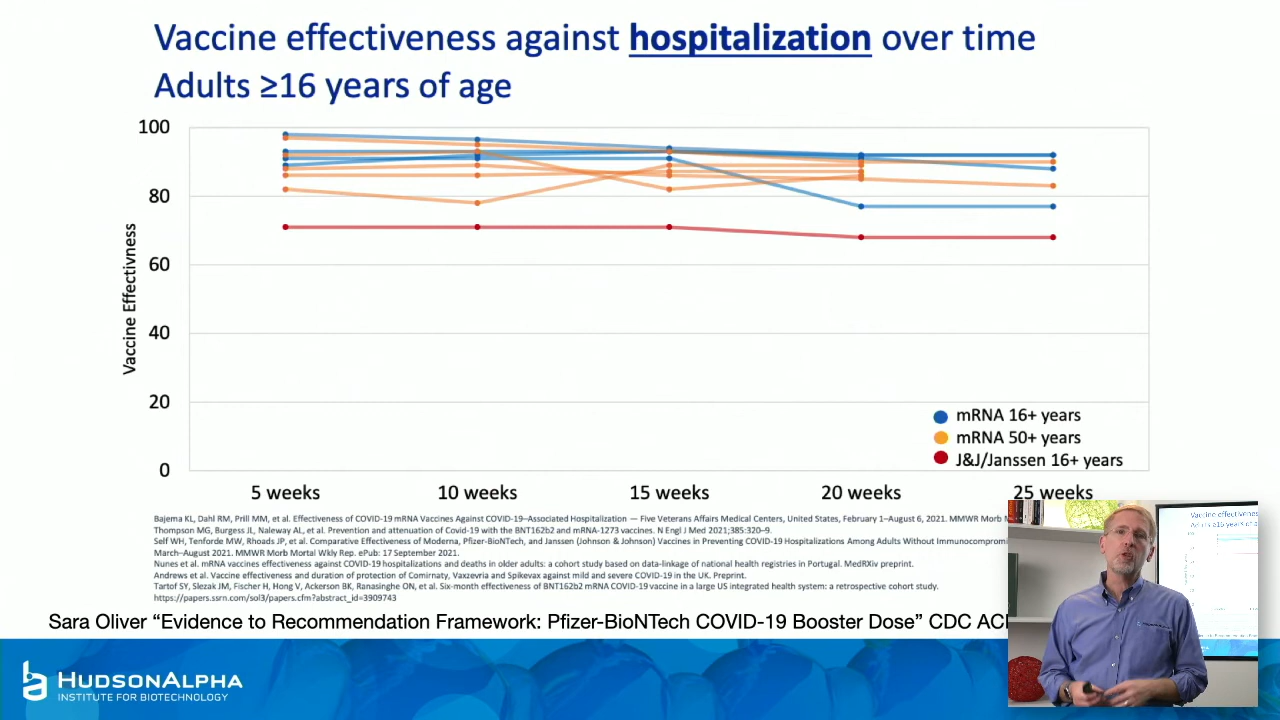 Vaccine effectiveness against hospitalization over time
Adults ≥16 years of age
100
80
60
40
20
0
Vaccine Effectivness
mRNA 16+ years
mRNA 50+ years
J&J/Janssen 16+ years
5 weeks
10 weeks
15 weeks
20 weeks
25 weeks
Bajema KL, Dahl RM, Prill MM, et al. Effectiveness of COVID-19 mRNA Vaccines Against COVID-19–Associated Hospitalization — Five Veterans Affairs Medical Centers, United States, February 1–August 6, 2021. MMWR Morb
Thompson MG, Burgess JL, Naleway AL, et al. Prevention and attenuation of Covid-19 with the BNT162b2 and mRNA-1273 vaccines. N Engl J Med 2021;385:320–9.
Self WH, Tenforde MW, Rhoads JP, et al. Comparative Effectiveness of Moderna, Pfizer-BioNTech, and Janssen (Johnson & Johnson) Vaccines in Preventing COVID-19 Hospitalizations Among Adults Without
March–August 2021. MMWR Morb Mortal Wkly Rep. ePub: 17 September 2021.
Nunes et al. mRNA vaccines effectiveness against COVID-19 hospitalizations and deaths in older adults: a cohort study based on data-linkage of national health registries in Portugal. MedRXiv preprint.
Andrews et al. Vaccine effectiveness and duration of protection of Comirnaty, Vaxzevria and Spikevax against mild and severe COVID-19 in the UK. Preprint.
Tartof SY, Slezak JM, Fischer H, Hong V, Ackerson BK, Ranasinghe ON, et al. Six-month effectiveness of BNT162b2 mRNA COVID-19 vaccine in a large US integrated health system: a retrospective cohort study.
https://papers.ssrn.com/sol3/papers.cfm?abstract_id=3909743
Sara Oliver “Evidence to Recommendation Framework: Pfizer-BioNTech COVID-19 Booster Dose” CDC
HUDSONALPHA
INSTITUTE FOR BIOTECHNOLOGY
Vaccine effectiveness
Adults ≥16 years of